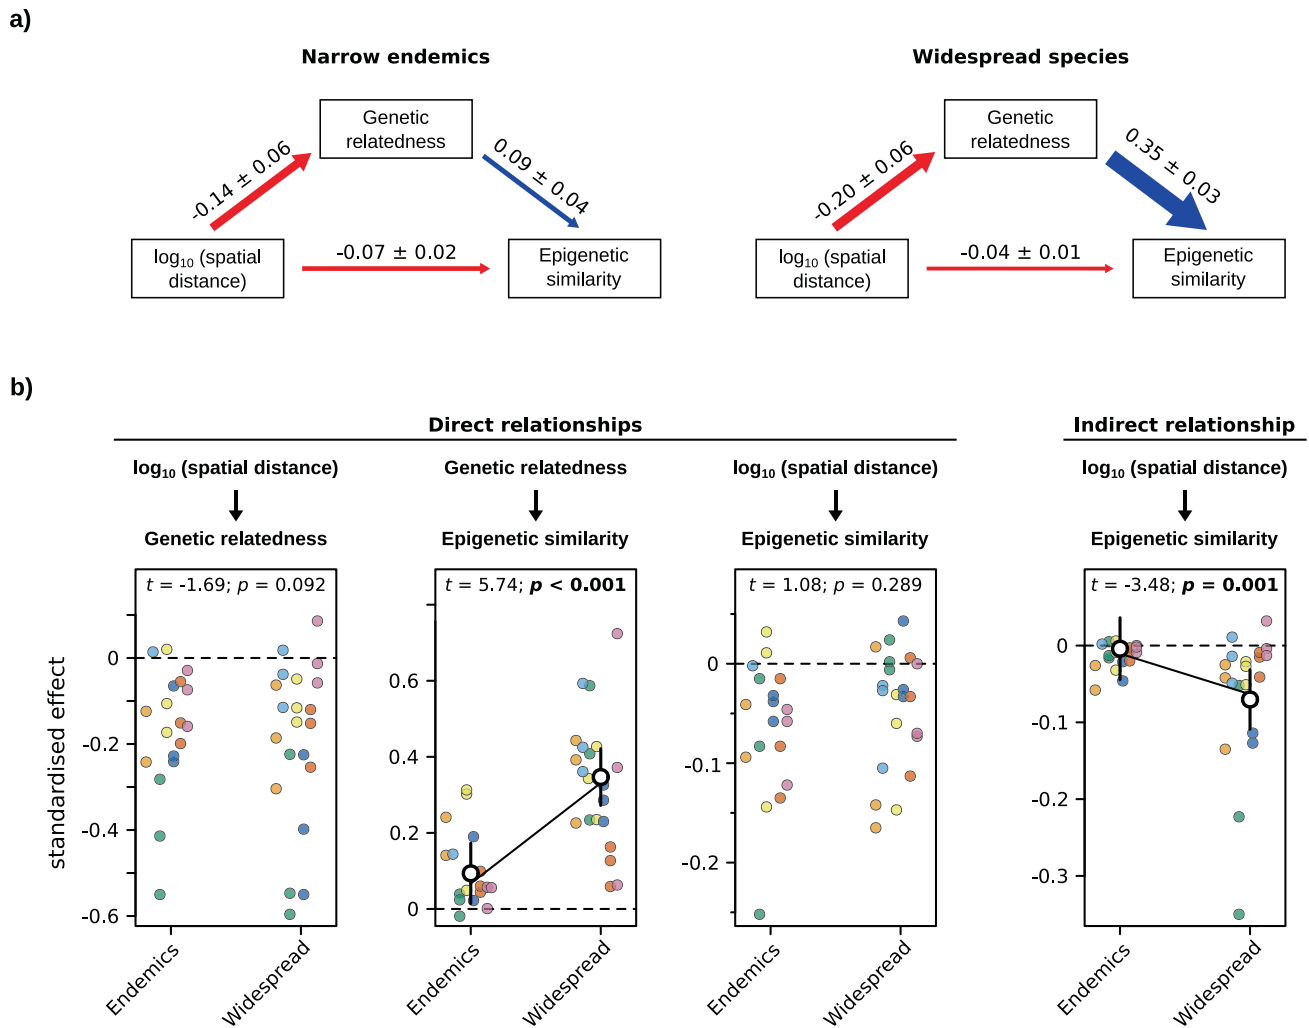 a)
Narrow endemics
Widespread species
Genetic
relatedness
-0.14 ± 0.06
0.09 ± 0.04
log₁₀ (spatial
distance)
-0.07 ± 0.02
Epigenetic
similarity
Genetic
relatedness
-0.20 ± 0.06
0.35 ± 0.03
log₁₀ (spatial
distance)
-0.04 ± 0.01
Epigenetic
similarity
b)
Direct relationships
Indirect relationship
log₁₀ (spatial distance)
Genetic relatedness
Genetic relatedness
Epigenetic similarity
log₁₀ (spatial distance)
Epigenetic similarity
log₁₀ (spatial distance)
Epigenetic similarity
standardised effect
t = -1.69; p = 0.092
0
-0.2
-0.4
-0.6
Endemics
Widespread
t = 5.74; p < 0.001
0.6
0.4
0.2
0
Endemics
Widespread
t = 1.08; p = 0.289
0
-0.1
-0.2
Endemics
Widespread
t = -3.48; p = 0.001
0
-0.1
-0.2
-0.3
Endemics
Widespread